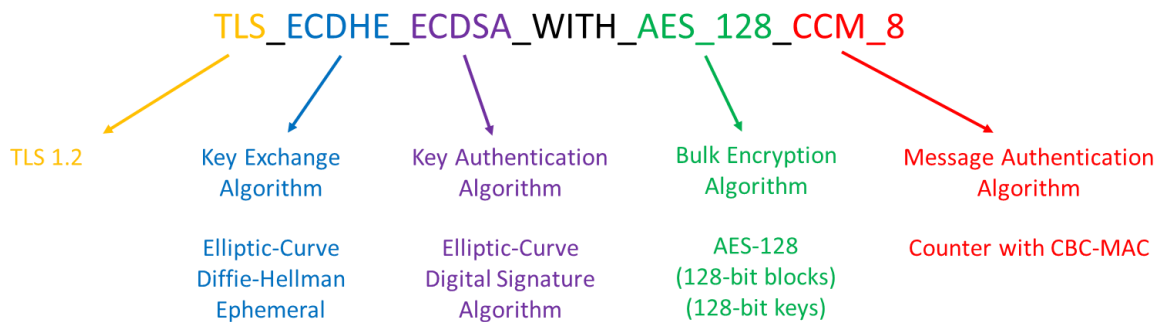 TLS_ECDHE_ECDSA_WITH_AES_128_CCM_8
TLS 1.2
Key Exchange
Algorithm
Elliptic-Curve
Diffie-Hellman
Ephemeral
Key Authentication
Algorithm
Elliptic-Curve
Digital Signature
Algorithm
Bulk Encryption
Algorithm
AES-128
(128-bit blocks)
(128-bit keys)
Message Authentication
Algorithm
Counter with CBC-MAC